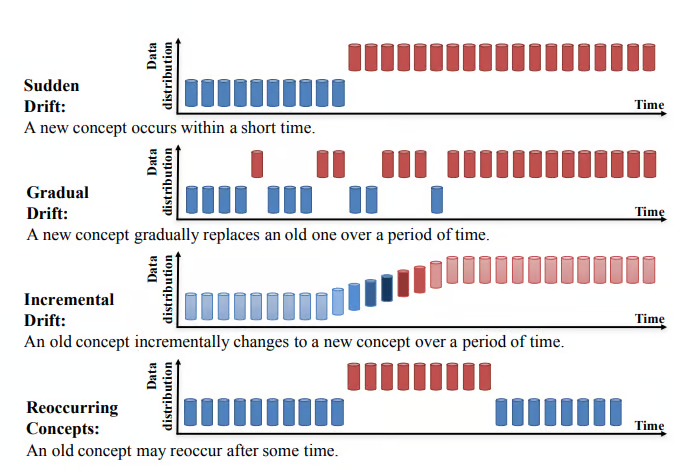 Data
distribution
Sudden
Drift:
Time
A new concept occurs within a short time.
Data
distribution
Gradual
Drift:
Time
A new concept gradually replaces an old one over a period of time.
Data
distribution
Incremental
Drift:
Time
An old concept incrementally changes to a new concept over a period of time.
Data
distribution
Reoccurring
Concepts:
Time
An old concept may reoccur after some time.